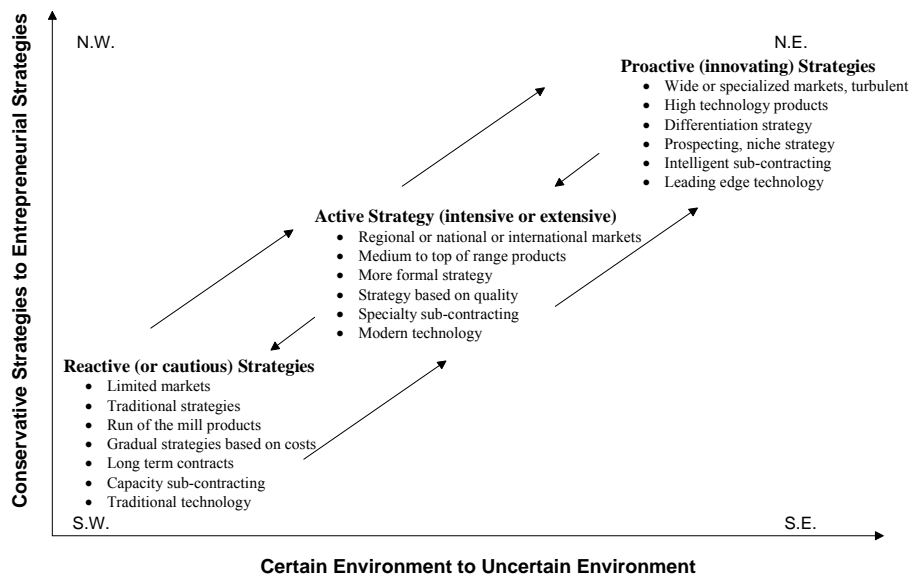 Conservative Strategies to Entrepreneurial Strategies
N.W.
N.E.
Proactive (innovating) Strategies
• Wide or specialized markets, turbulent
• High technology products
• Differentiation strategy
• Prospecting, niche strategy
• Intelligent sub-contracting
• Leading edge technology
Active Strategy (intensive or extensive)
• Regional or national or international markets
• Medium to top of range products
• More formal strategy
• Strategy based on quality
• Specialty sub-contracting
• Modern technology
Reactive (or cautious) Strategies
• Limited markets
• Traditional strategies
• Run of the mill products
• Gradual strategies based on costs
• Long term contracts
• Capacity sub-contracting
• Traditional technology
S.W.
S.E.
Certain Environment to Uncertain Environment